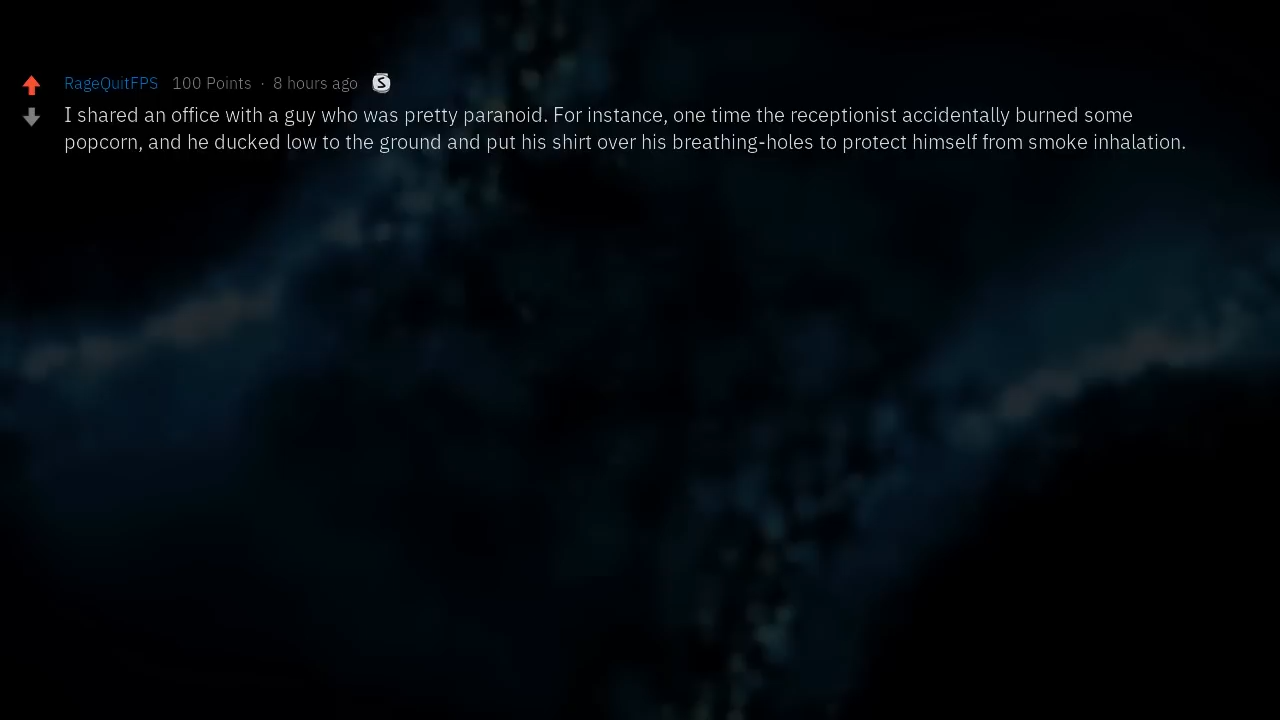 RageQuitFPS 100 Points · 8 hours ago S
I shared an office with a guy who was pretty paranoid. For instance, one time the receptionist accidentally burned some
popcorn, and he ducked low to the ground and put his shirt over his breathing-holes to protect himself from smoke inhalation.